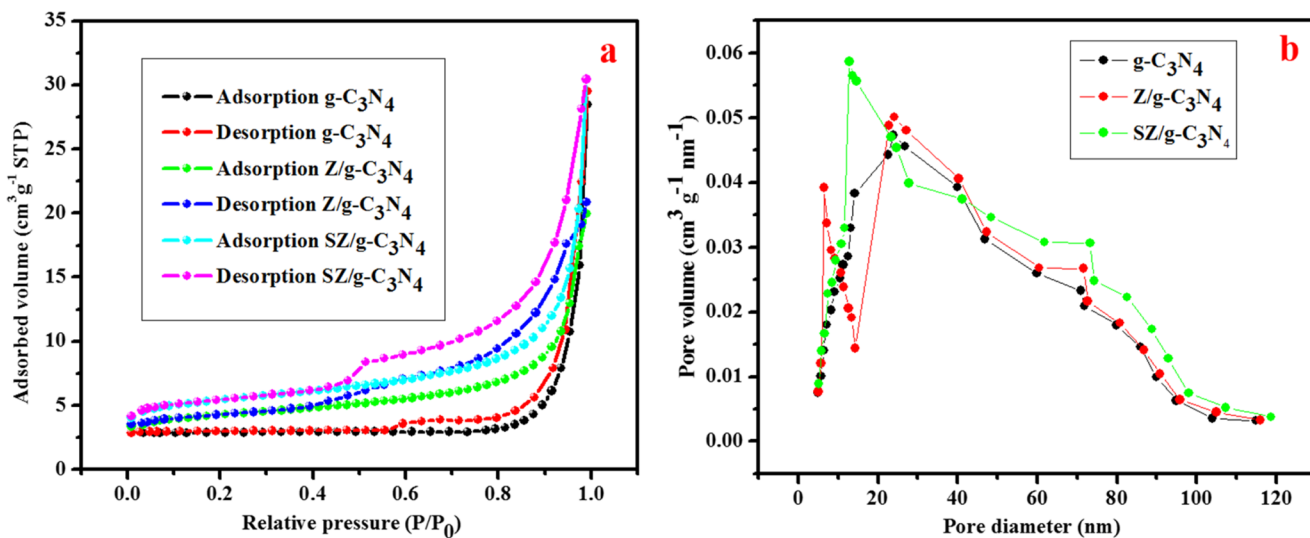 a
Adsorption g-C3N4
Desorption g-C3N4
Adsorption Z/g-C3N4
Desorption Z/g-C3N4
Adsorption SZ/g-C3N4
Desorption SZ/g-C3N4
Adsorbed volume (cm3g-1 STP)
35
30
25
20
15
10
5
0
0.0 0.2 0.4 0.6 0.8 1.0
Relative pressure (P/P0)
b
g-C3N4
Z/g-C3N4
SZ/g-C3N4
Pore volume (cm3 g-1 nm-1)
0.06
0.05
0.04
0.03
0.02
0.01
0.00
0 20 40 60 80 100 120
Pore diameter (nm)